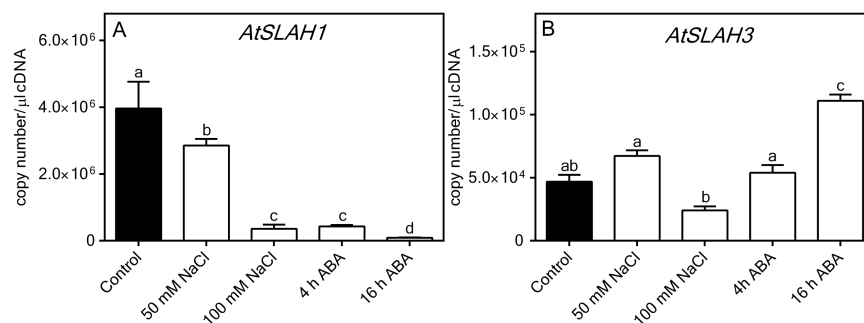 A
AtSLAH1
copy number/μl cDNA
6.0×10⁶
4.0×10⁶
2.0×10⁶
0
a
b
c
c
d
Control
50 mM NaCl
100 mM NaCl
4 h ABA
16 h ABA
B
AtSLAH3
copy number/μl cDNA
1.5×10⁵
1.0×10⁵
5.0×10⁴
0
ab
a
b
a
c
Control
50 mM NaCl
100 mM NaCl
4h ABA
16 h ABA